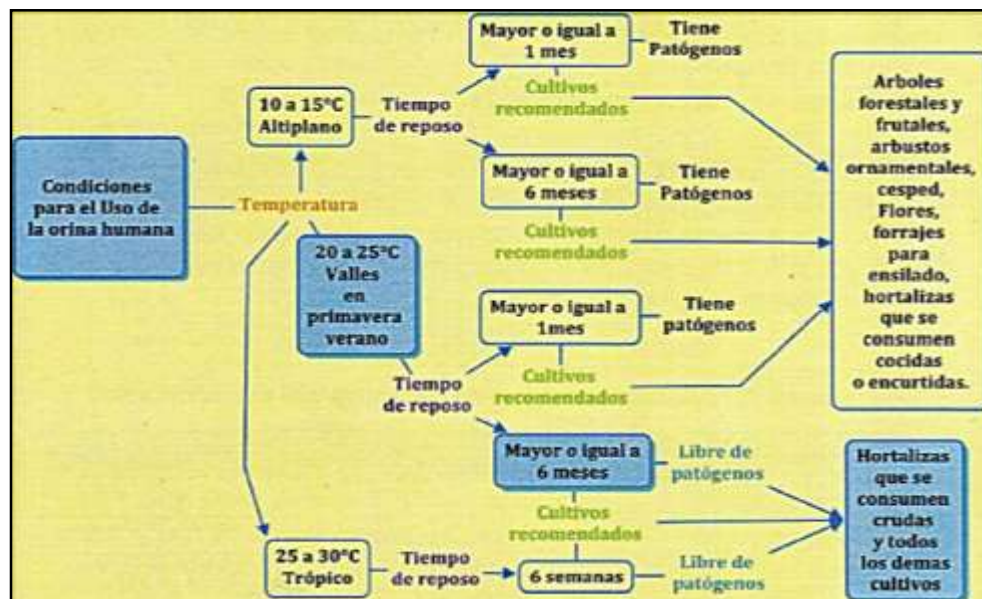 Condiciones
para el Uso de
la orina humana
Temperatura
10 a 15°C
Altiplano
Tiempo
de reposo
Mayor o igual a
1 mes
Tiene
Patógenos
Cultivos
recomendados
Mayor o igual a
6 meses
Tiene
Patógenos
Cultivos
recomendados
Arboles
forestales y
frutales,
arbustos
ornamentales,
cesped,
Flores,
forrajes
para
ensilado,
hortalizas
que se
consumen
cocidas
o encurtidas.
20 a 25°C
Valles
en
primavera
verano
Tiempo
de reposo
Mayor o igual a
1mes
Tiene
patógenos
Cultivos
recomendados
Mayor o igual a
6 meses
Libre de
patógenos
Cultivos
recomendados
25 a 30°C
Trópico
Tiempo
de reposo
6 semanas
Libre de
patógenos
Hortalizas
que se
consumen
crudas
y todos
los demas
cultivos